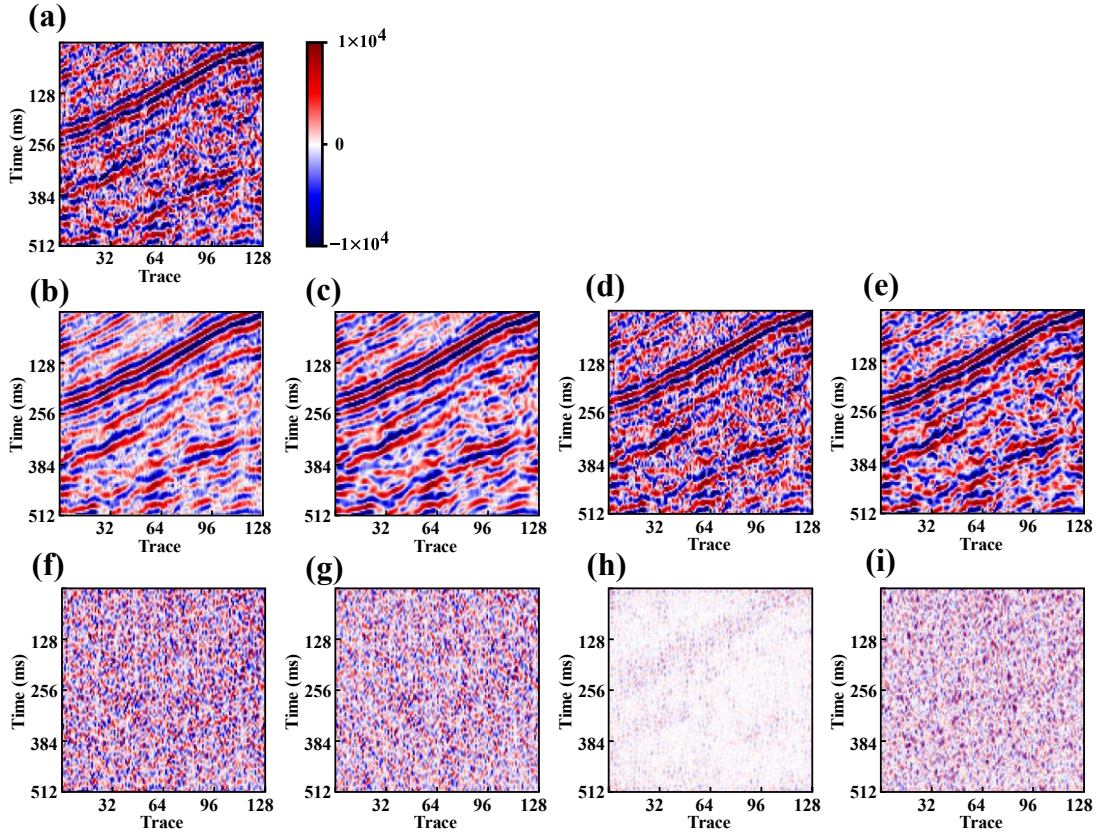 (a)
1×10⁴
0
−1×10⁴
Time (ms)
128
256
384
512
32 64 96 128
Trace
(b) (c) (d) (e)
Time (ms) Time (ms) Time (ms) Time (ms)
128 128 128 128
256 256 256 256
384 384 384 384
512 512 512 512
32 64 96 128 32 64 96 128 32 64 96 128 32 64 96 128
Trace Trace Trace Trace
(f) (g) (h) (i)
Time (ms) Time (ms) Time (ms) Time (ms)
128 128 128 128
256 256 256 256
384 384 384 384
512 512 512 512
32 64 96 128 32 64 96 128 32 64 96 128 32 64 96 128
Trace Trace Trace Trace